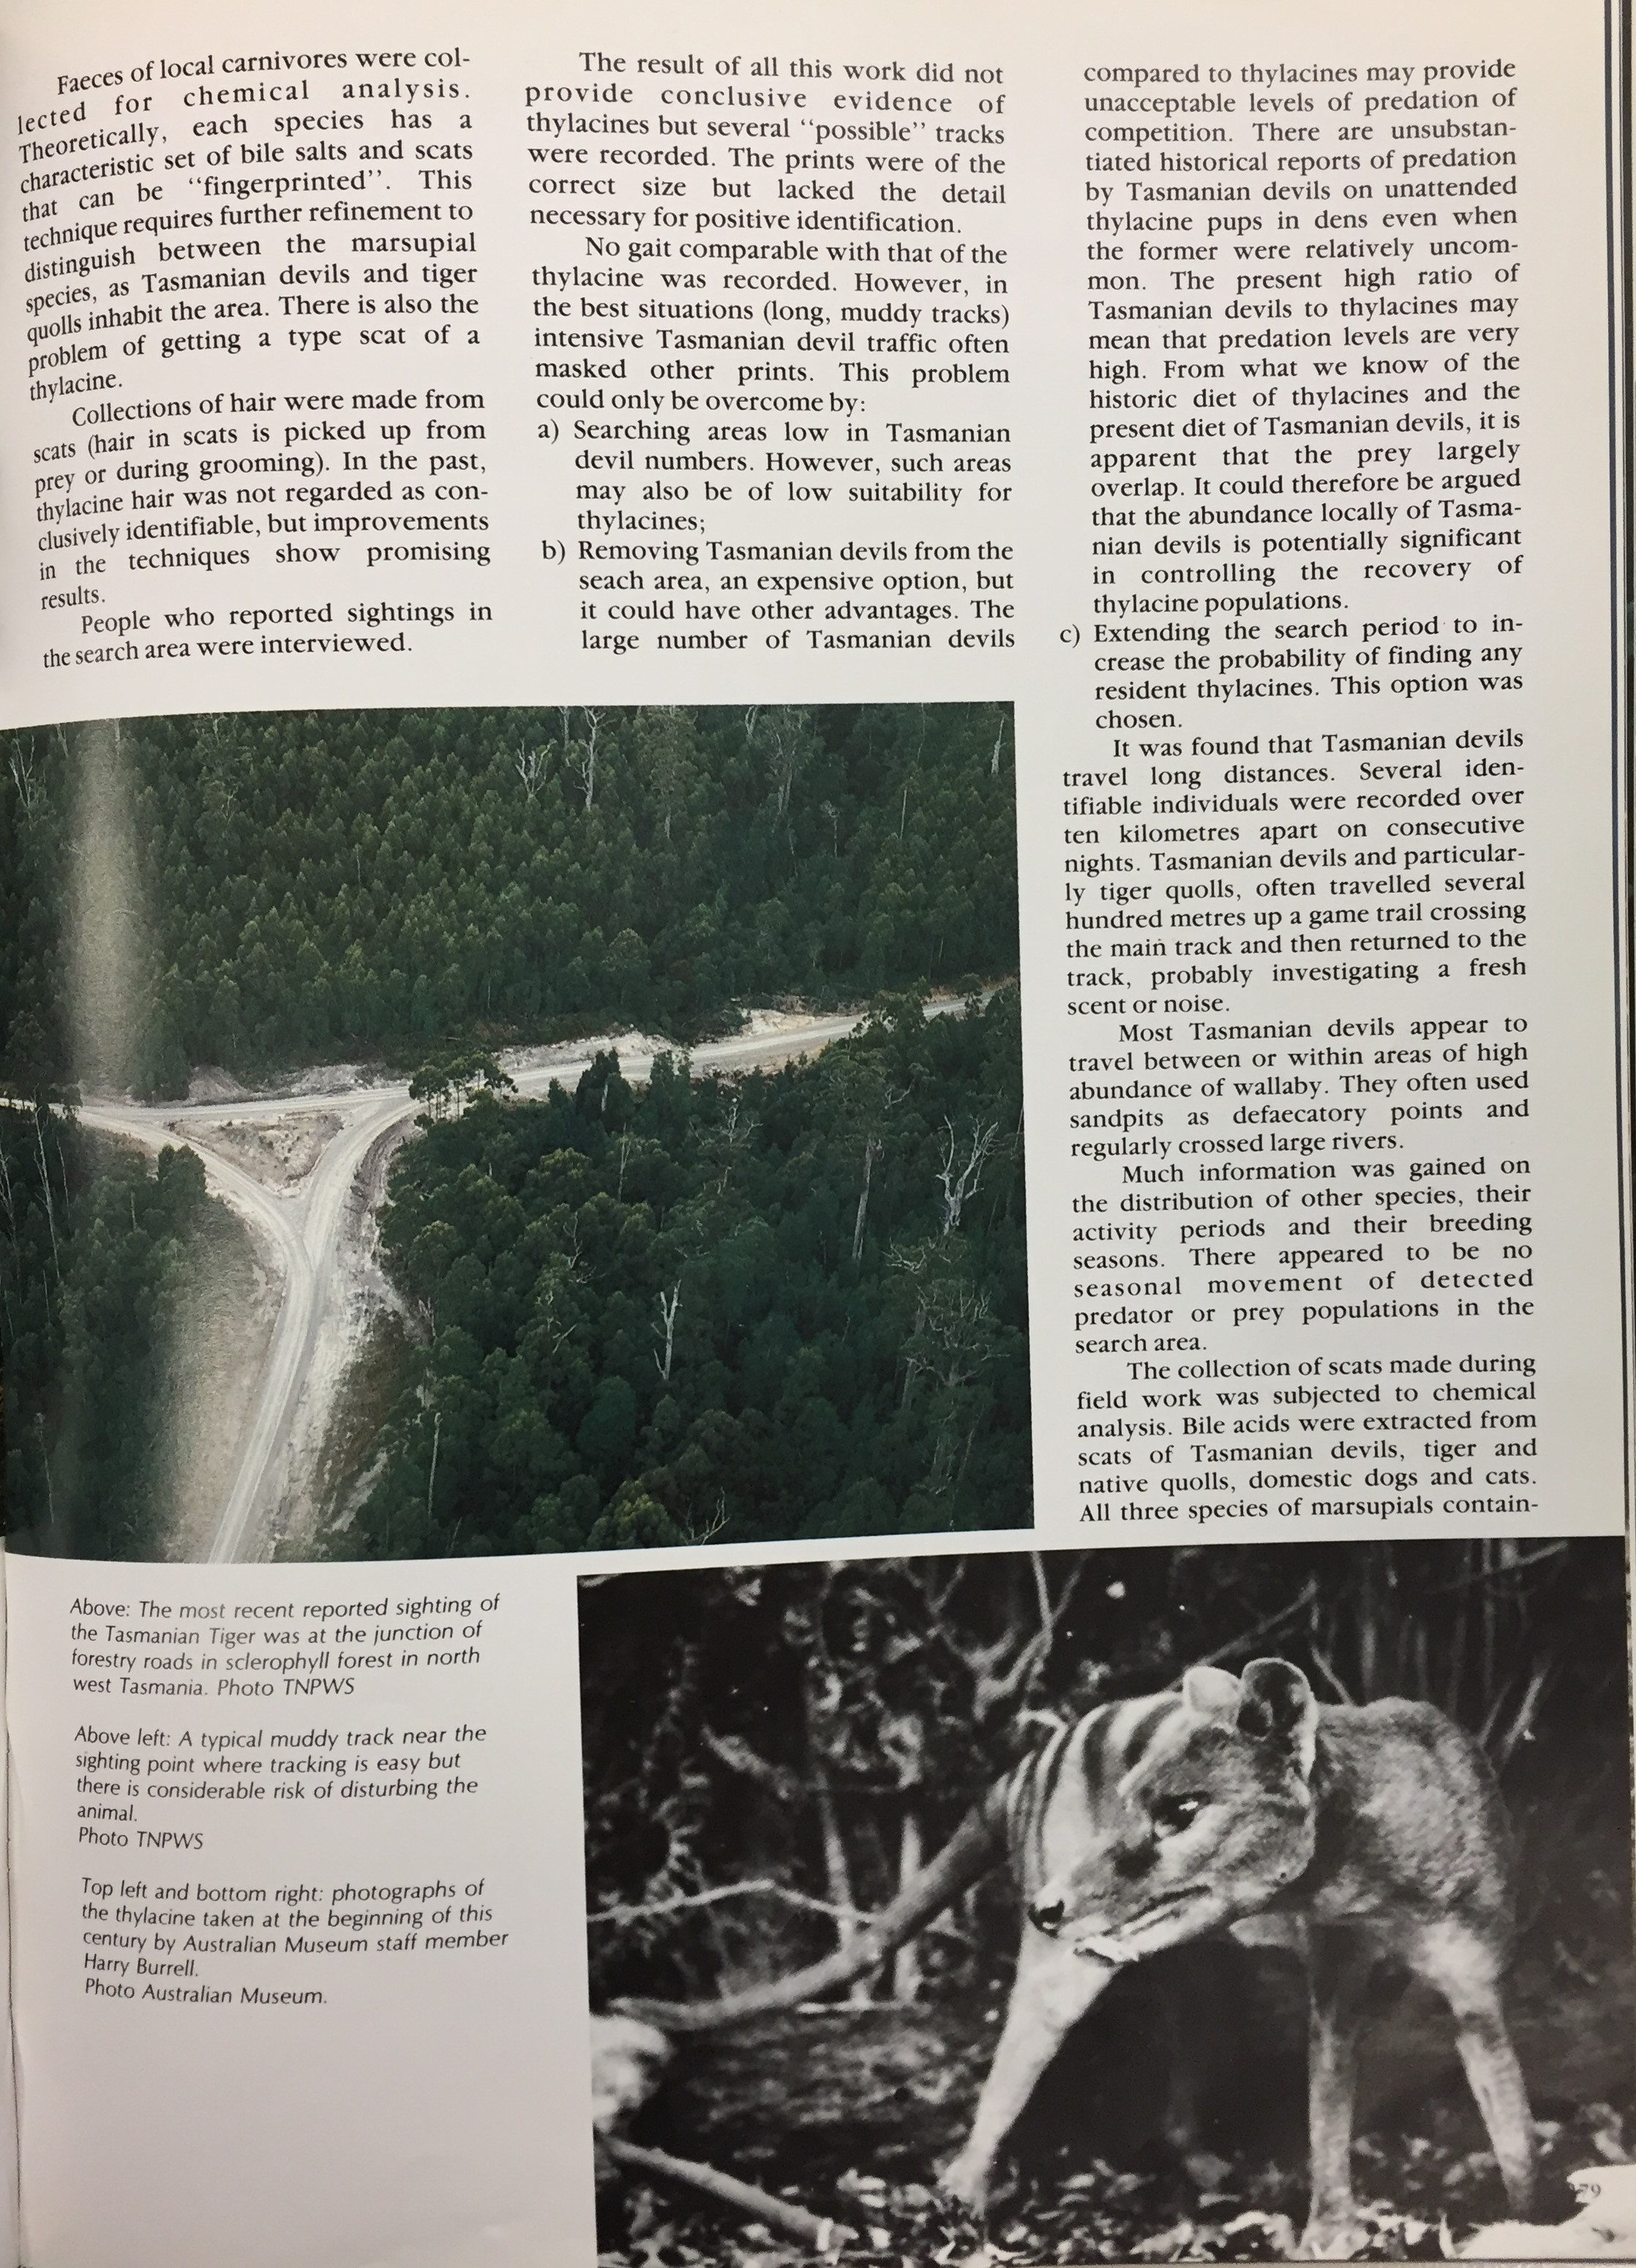 Faeces of local carnivores were col-
lected for chemical analysis.
Theoretically, each species has a
characteristic set of bile salts and scats
that can be “fingerprinted”. This
technique requires further refinement to
distinguish between the marsupial
species, as Tasmanian devils and tiger
quolls inhabit the area. There is also the
problem of getting a type scat of a
thylacine.
Collections of hair were made from
scats (hair in scats is picked up from
prey or during grooming). In the past,
thylacine hair was not regarded as con-
clusively identifiable, but improvements
in the techniques show promising
results.
People who reported sightings in
the search area were interviewed.
The result of all this work did not
provide conclusive evidence of
thylacines but several “possible” tracks
were recorded. The prints were of the
correct size but lacked the detail
necessary for positive identification.
No gait comparable with that of the
thylacine was recorded. However, in
the best situations (long, muddy tracks)
intensive Tasmanian devil traffic often
masked other prints. This problem
could only be overcome by:
a) Searching areas low in Tasmanian
devil numbers. However, such areas
may also be of low suitability for
thylacines;
b) Removing Tasmanian devils from the
seach area, an expensive option, but
it could have other advantages. The
large number of Tasmanian devils
compared to thylacines may provide
unacceptable levels of predation of
competition. There are unsubstan-
tiated historical reports of predation
by Tasmanian devils on unattended
thylacine pups in dens even when
the former were relatively uncom-
mon. The present high ratio of
Tasmanian devils to thylacines may
mean that predation levels are very
high. From what we know of the
historic diet of thylacines and the
present diet of Tasmanian devils, it is
apparent that the prey largely
overlap. It could therefore be argued
that the abundance locally of Tasma-
nian devils is potentially significant
in controlling the recovery of
thylacine populations.
c) Extending the search period to in-
crease the probability of finding any
resident thylacines. This option was
chosen.
It was found that Tasmanian devils
travel long distances. Several iden-
tifiable individuals were recorded over
ten kilometres apart on consecutive
nights. Tasmanian devils and particular-
ly tiger quolls, often travelled several
hundred metres up a game trail crossing
the main track and then returned to the
track, probably investigating a fresh
scent or noise.
Most Tasmanian devils appear to
travel between or within areas of high
abundance of wallaby. They often used
sandpits as defaecatory points and
regularly crossed large rivers.
Much information was gained on
the distribution of other species, their
activity periods and their breeding
seasons. There appeared to be no
seasonal movement of detected
predator or prey populations in the
search area.
The collection of scats made during
field work was subjected to chemical
analysis. Bile acids were extracted from
scats of Tasmanian devils, tiger and
native quolls, domestic dogs and cats.
All three species of marsupials contain-
Above: The most recent reported sighting of
the Tasmanian Tiger was at the junction of
forestry roads in sclerophyll forest in north
west Tasmania. Photo TNPWS
Above left: A typical muddy track near the
sighting point where tracking is easy but
there is considerable risk of disturbing the
animal.
Photo TNPWS
Top left and bottom right: photographs of
the thylacine taken at the beginning of this
century by Australian Museum staff member
Harry Burrell.
Photo Australian Museum.